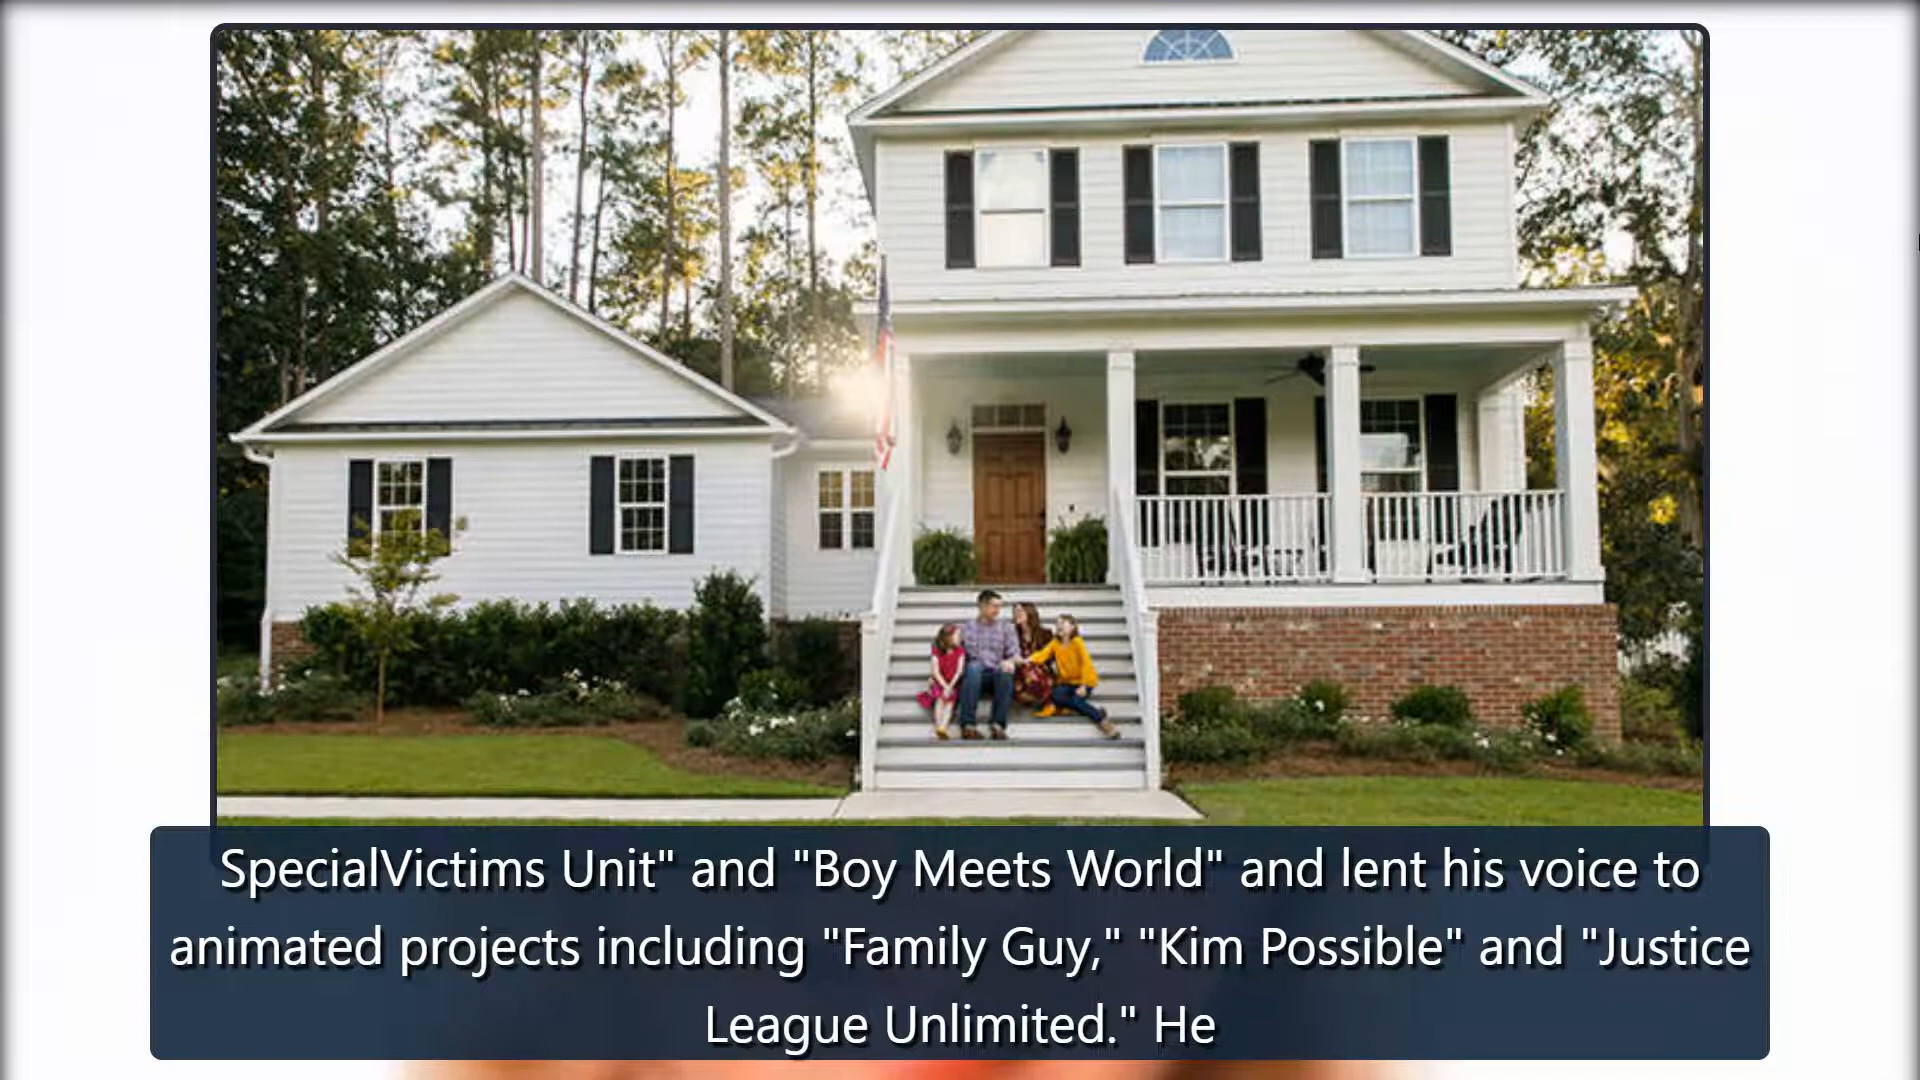 SpecialVictims Unit" and "Boy Meets World" and lent his voice to
animated projects including "Family Guy," "Kim Possible" and "Justice
League Unlimited." He